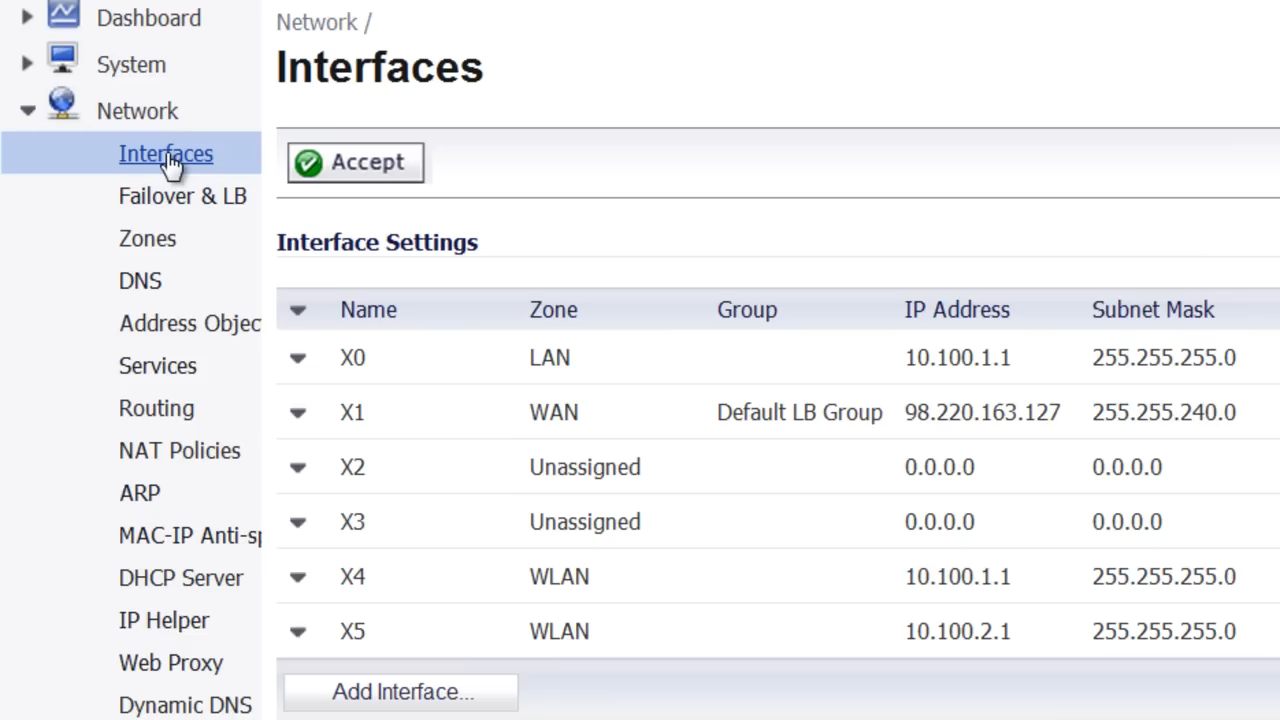 Dashboard
System
Network
Interfaces
Failover & LB
Zones
DNS
Address Objec
Services
Routing
NAT Policies
ARP
MAC-IP Anti-sp
DHCP Server
IP Helper
Web Proxy
Dynamic DNS
Network /
Interfaces
Accept
Interface Settings
Name Zone Group IP Address Subnet Mask
X0 LAN 10.100.1.1 255.255.255.0
X1 WAN Default LB Group 98.220.163.127 255.255.240.0
X2 Unassigned 0.0.0.0 0.0.0.0
X3 Unassigned 0.0.0.0 0.0.0.0
X4 WLAN 10.100.1.1 255.255.255.0
X5 WLAN 10.100.2.1 255.255.255.0
Add Interface...